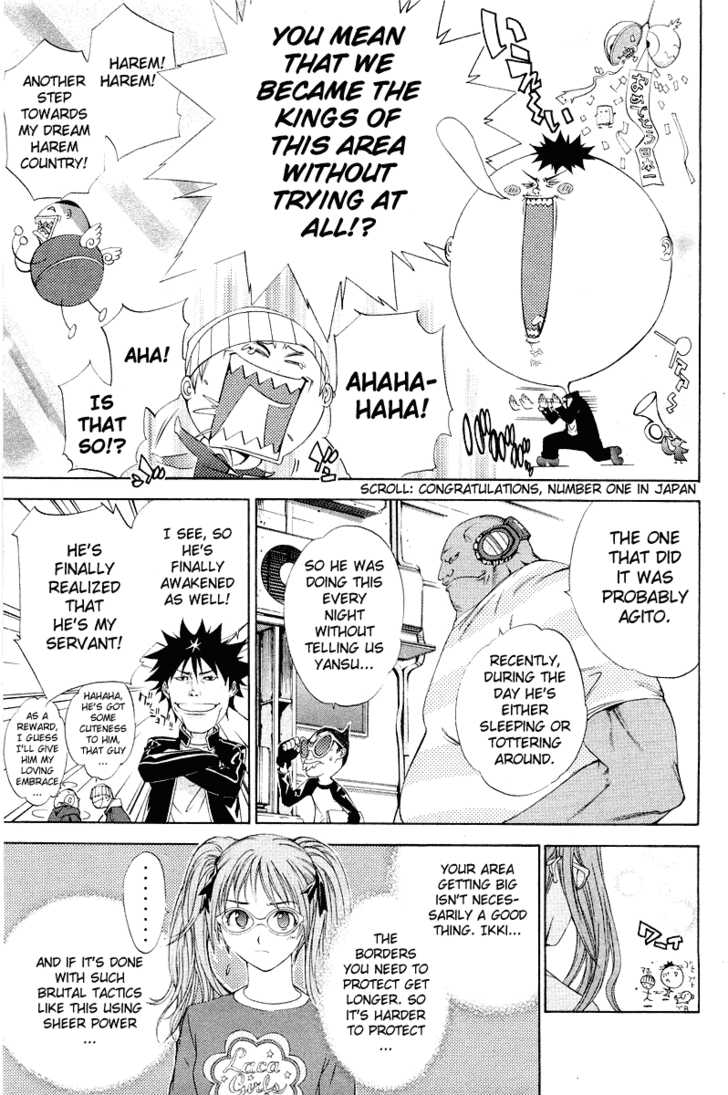 YOU MEAN
THAT WE
BECAME THE
KINGS OF
THIS AREA
WITHOUT
TRYING AT
ALL!?
HAREM!
HAREM!
ANOTHER
STEP
TOWARDS
MY DREAM
HAREM
COUNTRY!
AHAHA-
HAHA!
AHA!
IS
THAT
SO!?
SCROLL: CONGRATULATIONS, NUMBER ONE IN JAPAN
THE ONE
THAT DID
IT WAS
PROBABLY
AGITO.
RECENTLY,
DURING THE
DAY HE'S
EITHER
SLEEPING OR
TOTTERING
AROUND.
SO HE WAS
DOING THIS
EVERY
NIGHT
WITHOUT
TELLING US
YANSU...
I SEE, SO
HE'S
FINALLY
AWAKENED
AS WELL!
HE'S
FINALLY
REALIZED
THAT
HE'S MY
SERVANT!
HAHAHA,
HE'S GOT
SOME
CUTENESS
TO HIM,
THAT GUY
...
AS A
REWARD,
I GUESS
I'LL GIVE
HIM MY
LOVING
EMBRACE
...
ワーイ
YOUR AREA
GETTING BIG
ISN'T NECES-
SARILY A GOOD
THING. IKKI...
THE
BORDERS
YOU NEED TO
PROTECT GET
LONGER. SO
IT'S HARDER
TO PROTECT
...
......
AND IF IT'S DONE
WITH SUCH
BRUTAL TACTICS
LIKE THIS USING
SHEER POWER
...
Laca
Girls